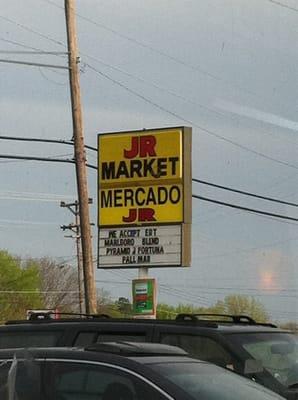 JR
MARKET
MERCADO
JR
WE ACCEPT EBT
MARLBORO BLEND
PYRAMID / FORTUNA
PALL MALL